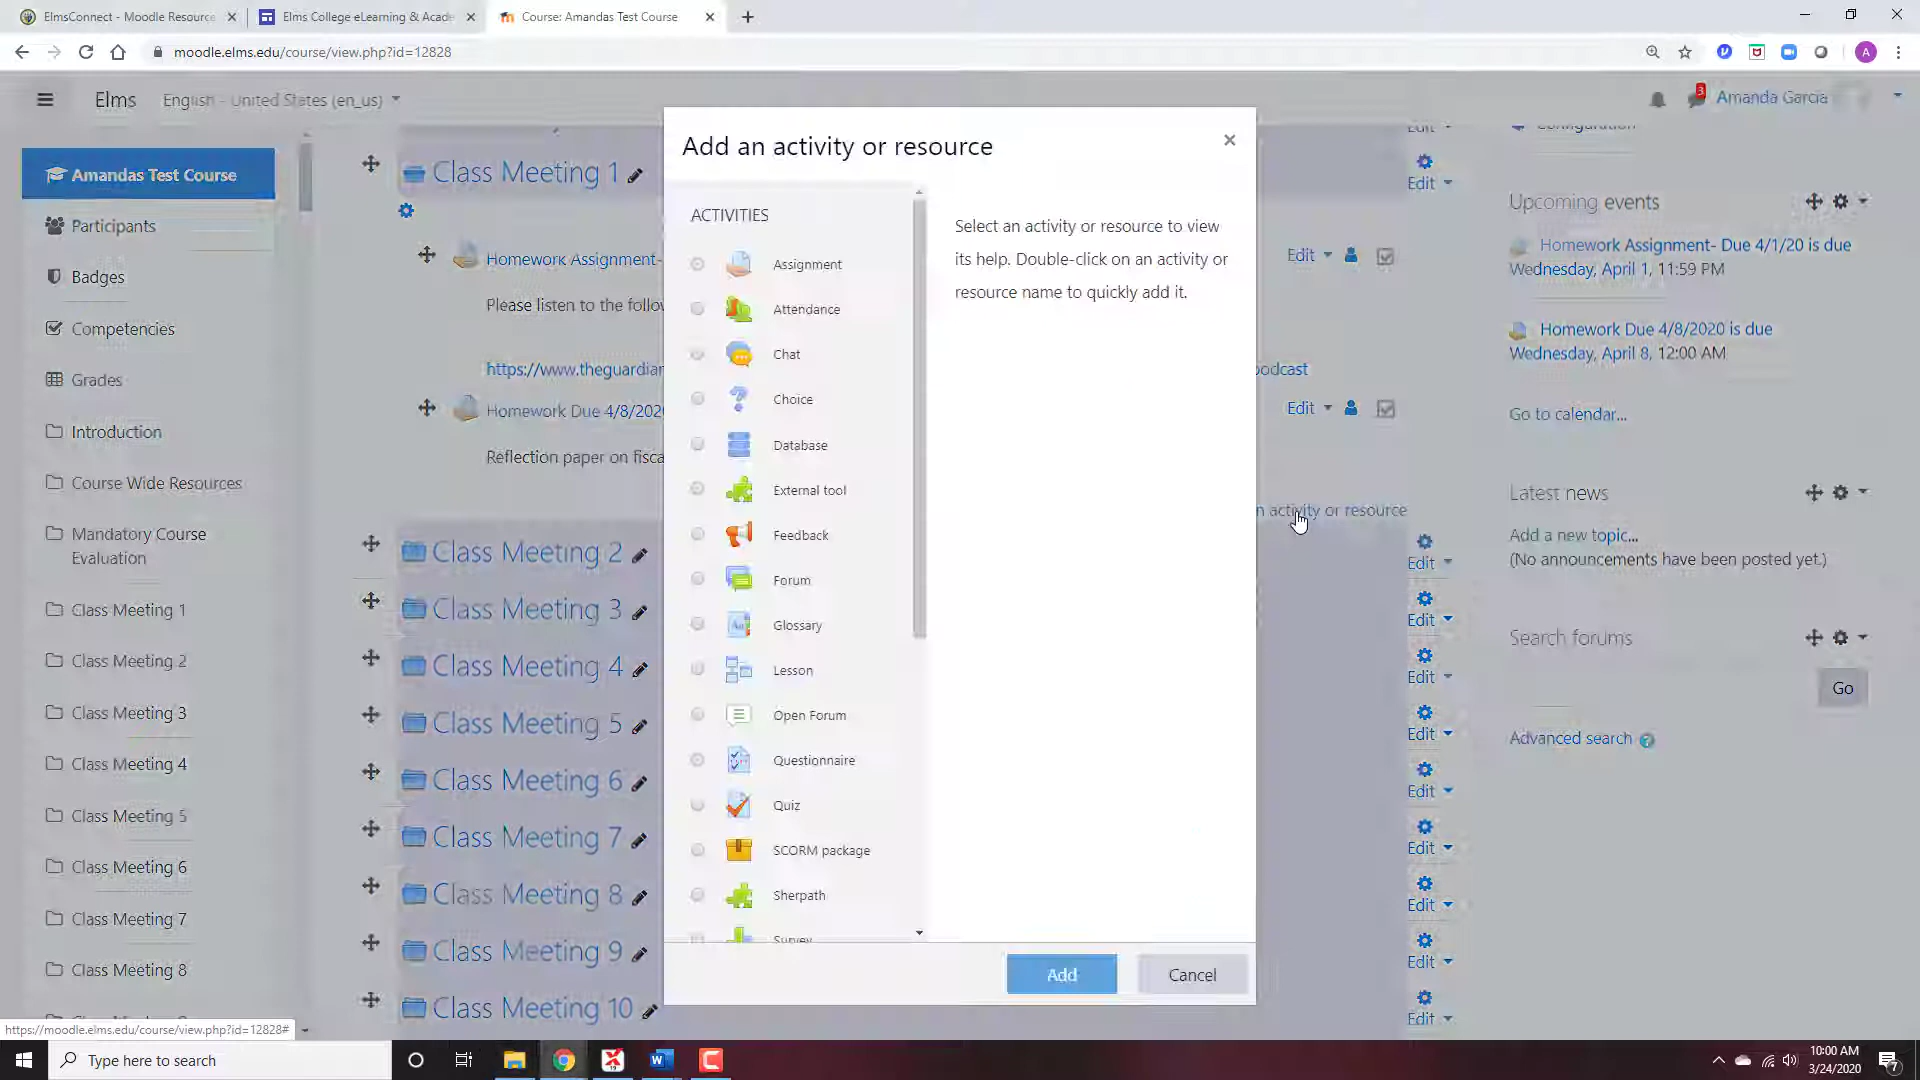 ElmsConnect - Moodle Resource
Elms College eLearning & Acade
Course: Amandas Test Course
moodle.elms.edu/course/view.php?id=12828
A
Elms
English - United States (en_us)
3
Amanda Garcia
Amandas Test Course
Participants
Badges
Competencies
Grades
Introduction
Course Wide Resources
Mandatory Course
Evaluation
Class Meeting 1
Class Meeting 2
Class Meeting 3
Class Meeting 4
Class Meeting 5
Class Meeting 6
Class Meeting 7
Class Meeting 8
https://moodle.elms.edu/course/view.php?id=12828#
Class Meeting 1
Edit
Homework Assignment-
Edit
Please listen to the follow
https://www.theguardian
podcast
Homework Due 4/8/2020
Edit
Reflection paper on fisca
n activity or resource
Class Meeting 2
Edit
Class Meeting 3
Edit
Class Meeting 4
Edit
Class Meeting 5
Edit
Class Meeting 6
Edit
Class Meeting 7
Edit
Class Meeting 8
Edit
Class Meeting 9
Edit
Class Meeting 10
Edit
Add an activity or resource
×
ACTIVITIES
Assignment
Attendance
Chat
Choice
Database
External tool
Feedback
Forum
Glossary
Lesson
Open Forum
Questionnaire
Quiz
SCORM package
Sherpath
Survey
Select an activity or resource to view
its help. Double-click on an activity or
resource name to quickly add it.
Add
Cancel
Edit
Configuration
Upcoming events
Homework Assignment- Due 4/1/20 is due
Wednesday, April 1, 11:59 PM
Homework Due 4/8/2020 is due
Wednesday, April 8, 12:00 AM
Go to calendar...
Latest news
Add a new topic...
(No announcements have been posted yet.)
Search forums
Go
Advanced search
Type here to search
10:00 AM
3/24/2020
7